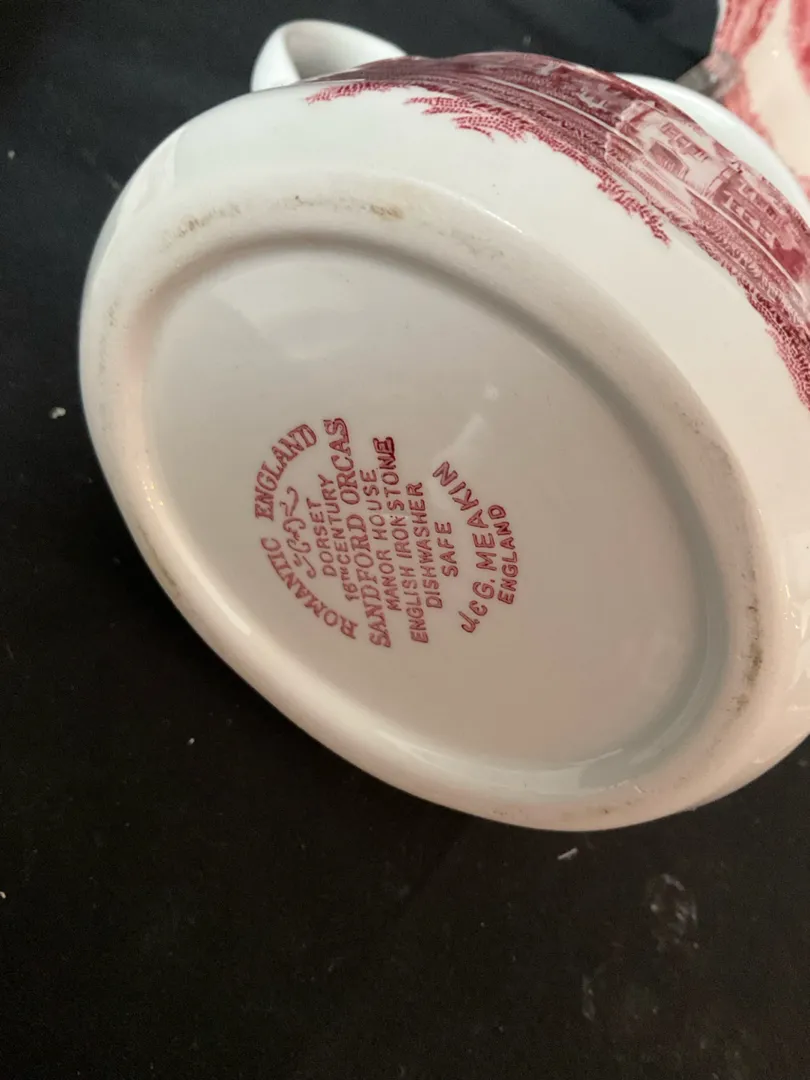 ROMANTIC ENGLAND
DORSET
16TH CENTURY
SANDFORD ORCAS
MANOR HOUSE
ENGLISH IRONSTONE
DISHWASHER
SAFE
J&G. MEAKIN
ENGLAND